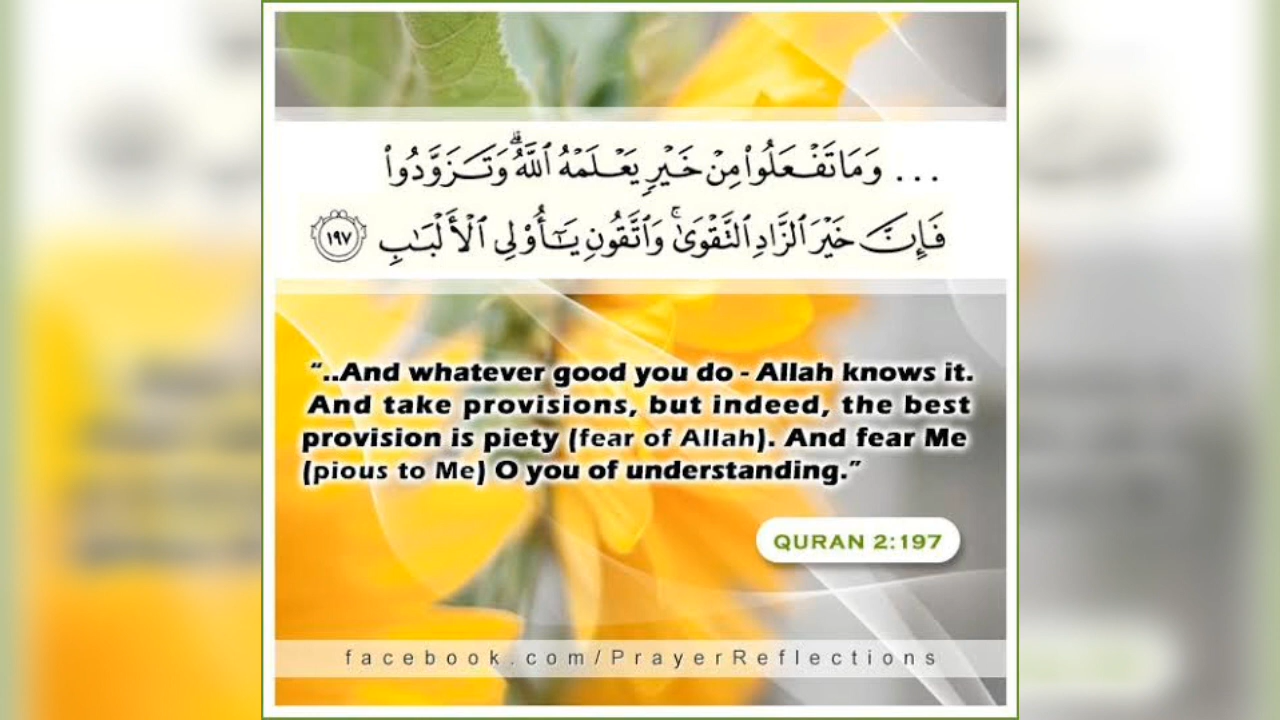 ... وَمَا تَفْعَلُوا۟ مِنْ خَيْرٍ يَعْلَمْهُ ٱللَّهُ ۗ وَتَزَوَّدُوا۟
فَإِنَّ خَيْرَ ٱلزَّادِ ٱلتَّقْوَىٰ ۚ وَٱتَّقُونِ يَـٰٓأُو۟لِى ٱلْأَلْبَـٰبِ ١٩٧
“..And whatever good you do - Allah knows it.
And take provisions, but indeed, the best
provision is piety (fear of Allah). And fear Me
(pious to Me) O you of understanding.”
QURAN 2:197
facebook.com/PrayerReflections